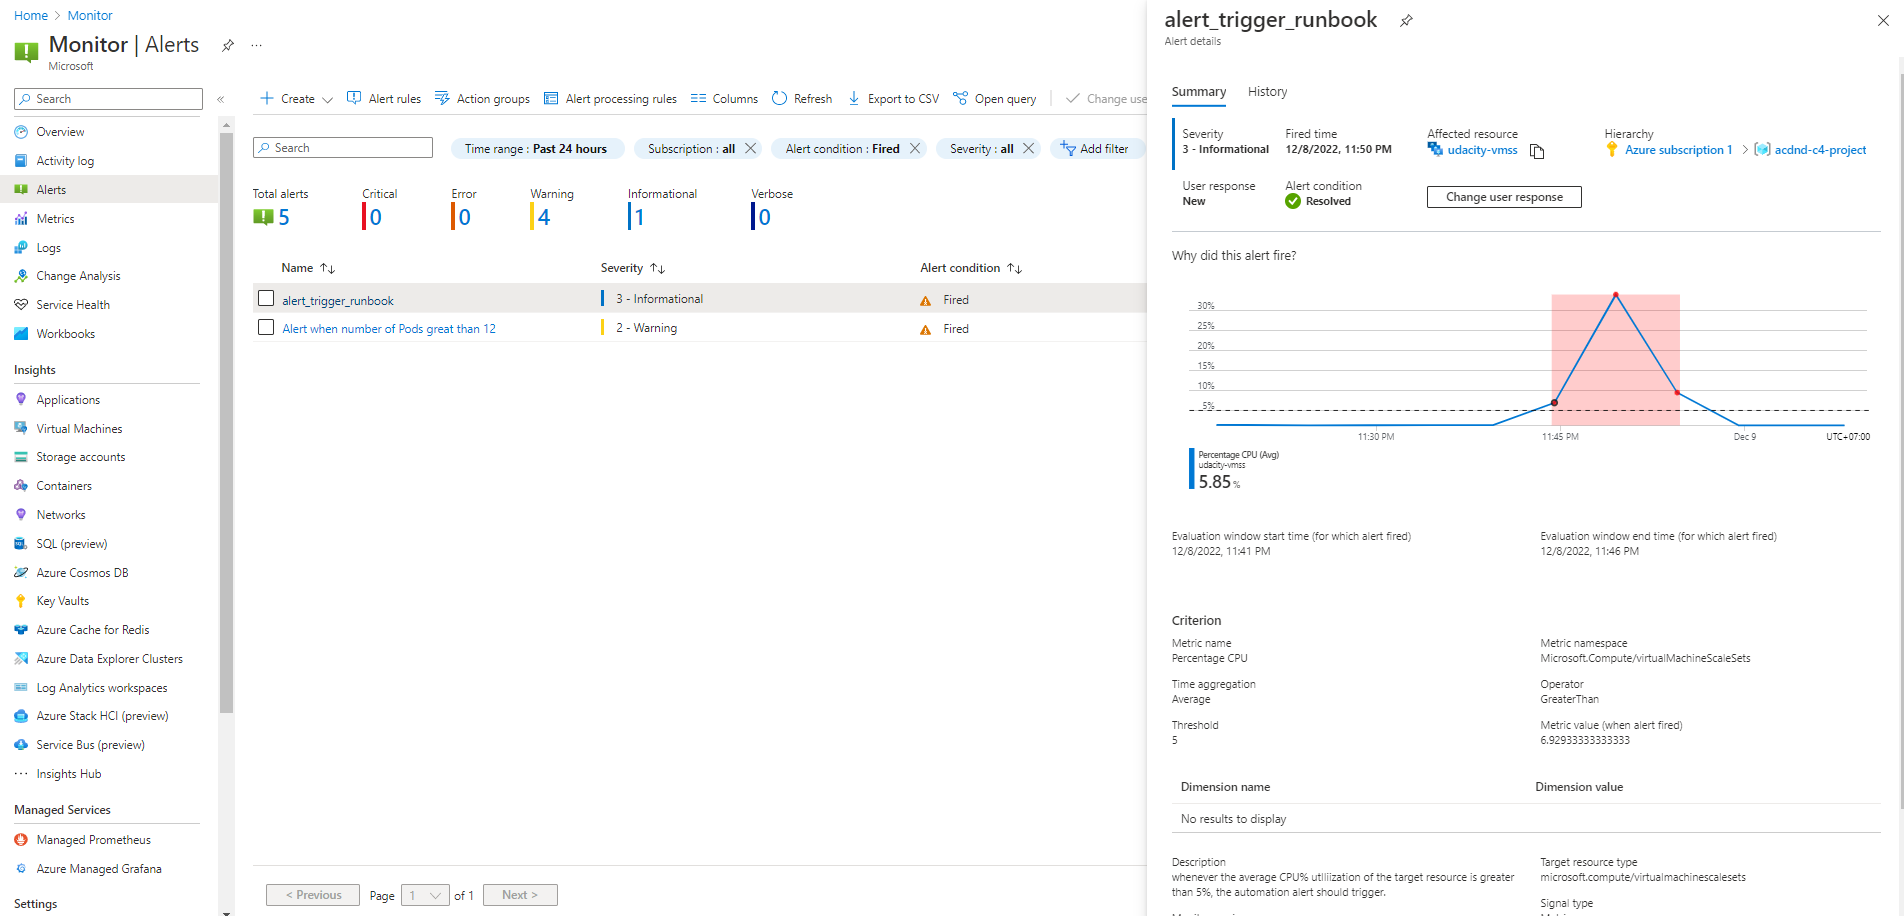 Home > Monitor
Monitor | Alerts
Microsoft
Search
Overview
Activity log
Alerts
Metrics
Logs
Change Analysis
Service Health
Workbooks
Insights
Applications
Virtual Machines
Storage accounts
Containers
Networks
SQL (preview)
Azure Cosmos DB
Key Vaults
Azure Cache for Redis
Azure Data Explorer Clusters
Log Analytics workspaces
Azure Stack HCI (preview)
Service Bus (preview)
Insights Hub
Managed Services
Managed Prometheus
Azure Managed Grafana
Settings
Create Alert rules Action groups Alert processing rules Columns Refresh Export to CSV Open query Change use
Search Time range : Past 24 hours Subscription : all Alert condition : Fired Severity : all Add filter
Total alerts Critical Error Warning Informational Verbose
5 0 0 4 1 0
Name Severity Alert condition
alert_trigger_runbook 3 - Informational Fired
Alert when number of Pods great than 12 2 - Warning Fired
< Previous Page 1 of 1 Next >
alert_trigger_runbook
Alert details
Summary History
Severity Fired time Affected resource Hierarchy
3 - Informational 12/8/2022, 11:50 PM udacity-vmss Azure subscription 1 > acdnd-c4-project
User response Alert condition
New Resolved Change user response
Why did this alert fire?
30%
25%
20%
15%
10%
5%
11:30 PM 11:45 PM Dec 9 UTC+07:00
Percentage CPU (Avg)
udacity-vmss
5.85 %
Evaluation window start time (for which alert fired) Evaluation window end time (for which alert fired)
12/8/2022, 11:41 PM 12/8/2022, 11:46 PM
Criterion
Metric name Metric namespace
Percentage CPU Microsoft.Compute/virtualMachineScaleSets
Time aggregation Operator
Average GreaterThan
Threshold Metric value (when alert fired)
5 6.92933333333333
Dimension name Dimension value
No results to display
Description Target resource type
whenever the average CPU% utliization of the target resource is greater microsoft.compute/virtualmachinescalesets
than 5%, the automation alert should trigger.
Signal type